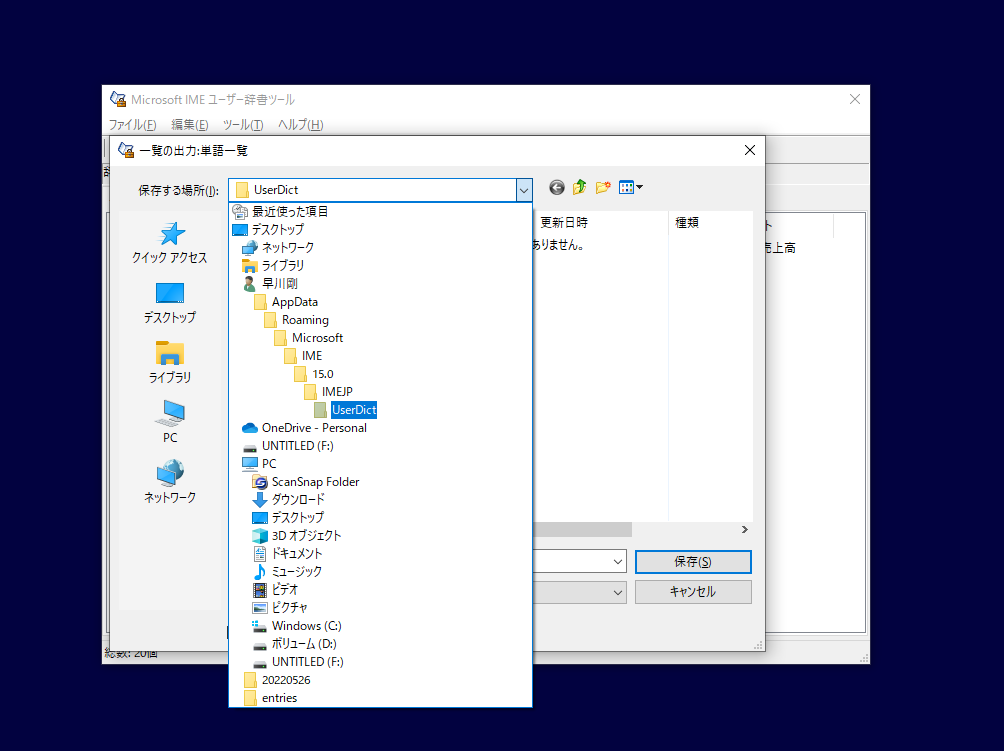 Microsoft IME ユーザー辞書ツール
ファイル(F) 編集(E) ツール(T) ヘルプ(H)
一覧の出力:単語一覧
保存する場所(I): UserDict
最近使った項目
デスクトップ
ネットワーク
ライブラリ
早川剛
AppData
Roaming
Microsoft
IME
15.0
IMEJP
UserDict
OneDrive - Personal
UNTITLED (F:)
PC
ScanSnap Folder
ダウンロード
デスクトップ
3D オブジェクト
ドキュメント
ミュージック
ビデオ
ピクチャ
Windows (C:)
ボリューム (D:)
UNTITLED (F:)
20220526
entries
クイック アクセス
デスクトップ
ライブラリ
PC
ネットワーク
更新日時 種類
ありません。
ト
売上高
保存(S)
キャンセル
総数: 20個